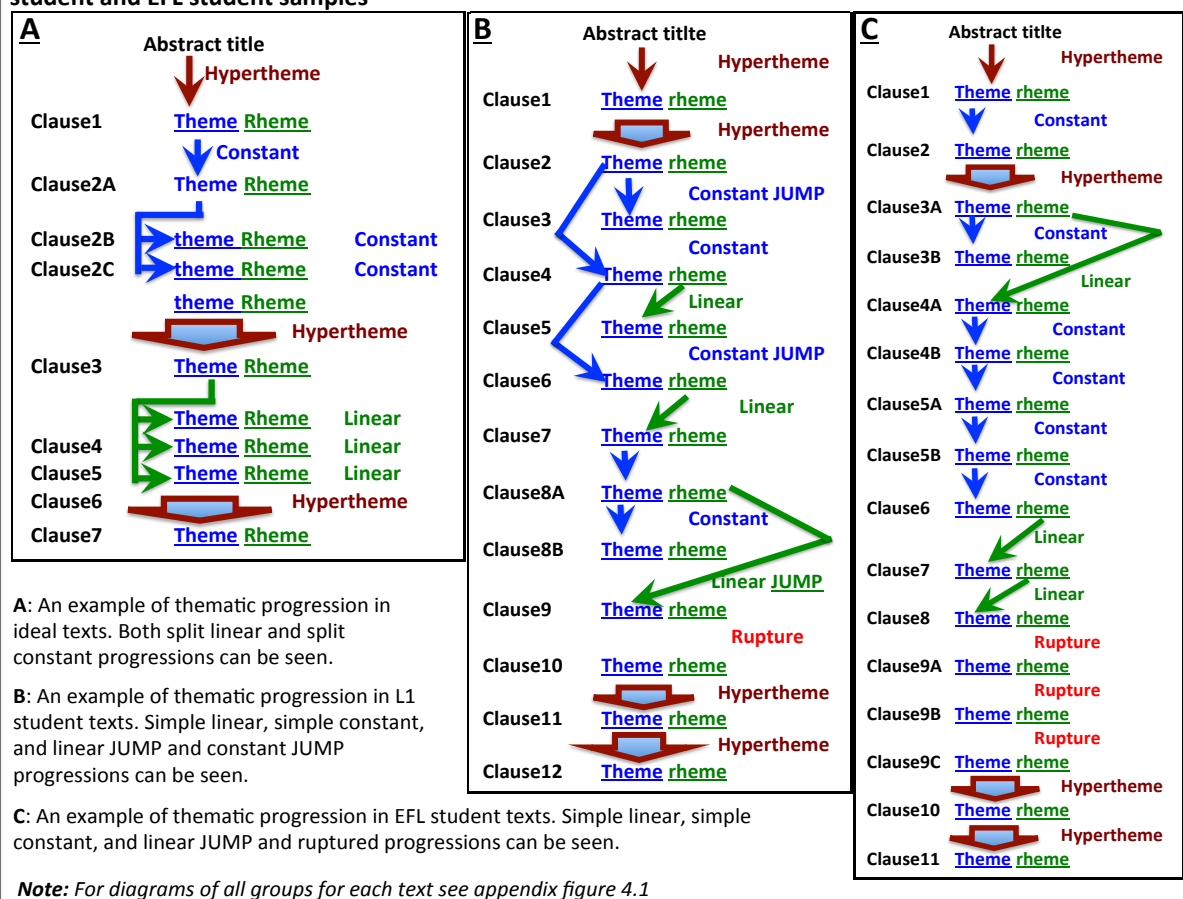 student and EFL student samples
A
Abstract title
Hypertheme
Clause1 Theme Rheme
Constant
Clause2A Theme Rheme
Clause2B theme Rheme Constant
Clause2C theme Rheme Constant
theme Rheme
Hypertheme
Clause3 Theme Rheme
Theme Rheme Linear
Clause4 Theme Rheme Linear
Clause5 Theme Rheme Linear
Clause6 Hypertheme
Clause7 Theme Rheme
B
Abstract titlte
Hypertheme
Clause1 Theme rheme
Hypertheme
Clause2 Theme rheme
Constant JUMP
Clause3 Theme rheme
Constant
Clause4 Theme rheme
Linear
Clause5 Theme rheme
Constant JUMP
Clause6 Theme rheme
Linear
Clause7 Theme rheme
Clause8A Theme rheme
Constant
Clause8B Theme rheme
Linear JUMP
Clause9 Theme rheme
Rupture
Clause10 Theme rheme
Hypertheme
Clause11 Theme rheme
Hypertheme
Clause12 Theme rheme
C
Abstract titlte
Hypertheme
Clause1 Theme rheme
Constant
Clause2 Theme rheme
Hypertheme
Clause3A Theme rheme
Constant
Clause3B Theme rheme
Linear
Clause4A Theme rheme
Constant
Clause4B Theme rheme
Constant
Clause5A Theme rheme
Constant
Clause5B Theme rheme
Constant
Clause6 Theme rheme
Linear
Clause7 Theme rheme
Linear
Clause8 Theme rheme
Rupture
Clause9A Theme rheme
Rupture
Clause9B Theme rheme
Rupture
Clause9C Theme rheme
Hypertheme
Clause10 Theme rheme
Hypertheme
Clause11 Theme rheme
A: An example of thematic progression in
ideal texts. Both split linear and split
constant progressions can be seen.
B: An example of thematic progression in L1
student texts. Simple linear, simple constant,
and linear JUMP and constant JUMP
progressions can be seen.
C: An example of thematic progression in EFL student texts. Simple linear, simple
constant, and linear JUMP and ruptured progressions can be seen.
Note: For diagrams of all groups for each text see appendix figure 4.1